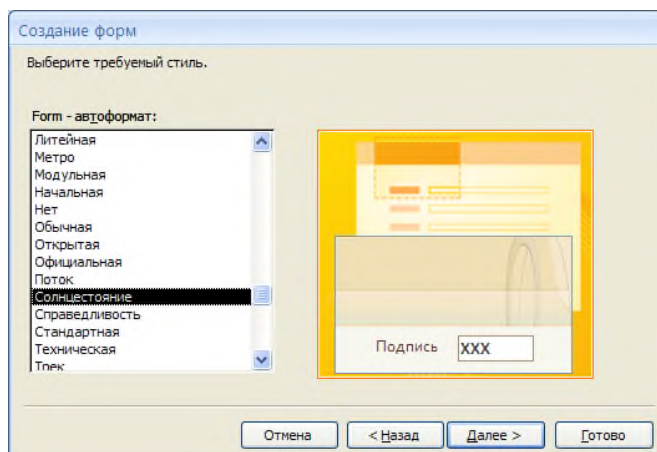 Создание форм
Выберите требуемый стиль.
Form - автоформат:
Литейная
Метро
Модульная
Начальная
Нет
Обычная
Открытая
Официальная
Поток
Солнцестояние
Справедливость
Стандартная
Техническая
Трек
Подпись XXX
Отмена < Назад Далее > Готово